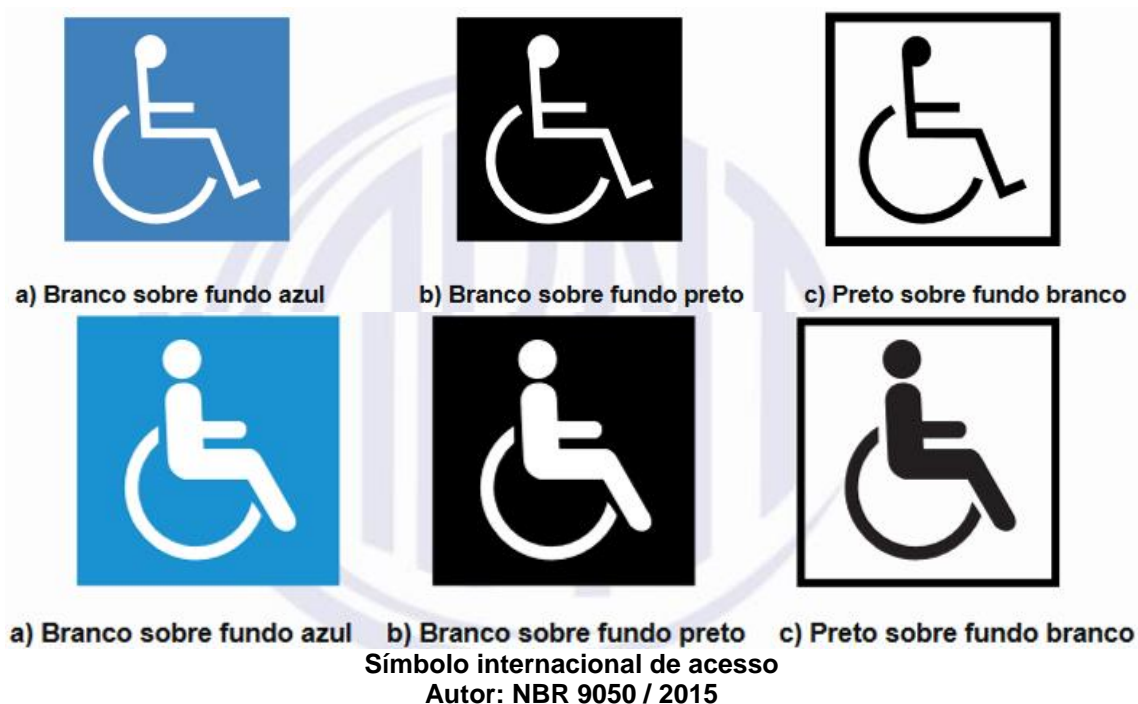 a) Branco sobre fundo azul b) Branco sobre fundo preto c) Preto sobre fundo branco
a) Branco sobre fundo azul b) Branco sobre fundo preto c) Preto sobre fundo branco
Símbolo internacional de acesso
Autor: NBR 9050 / 2015
ABNT